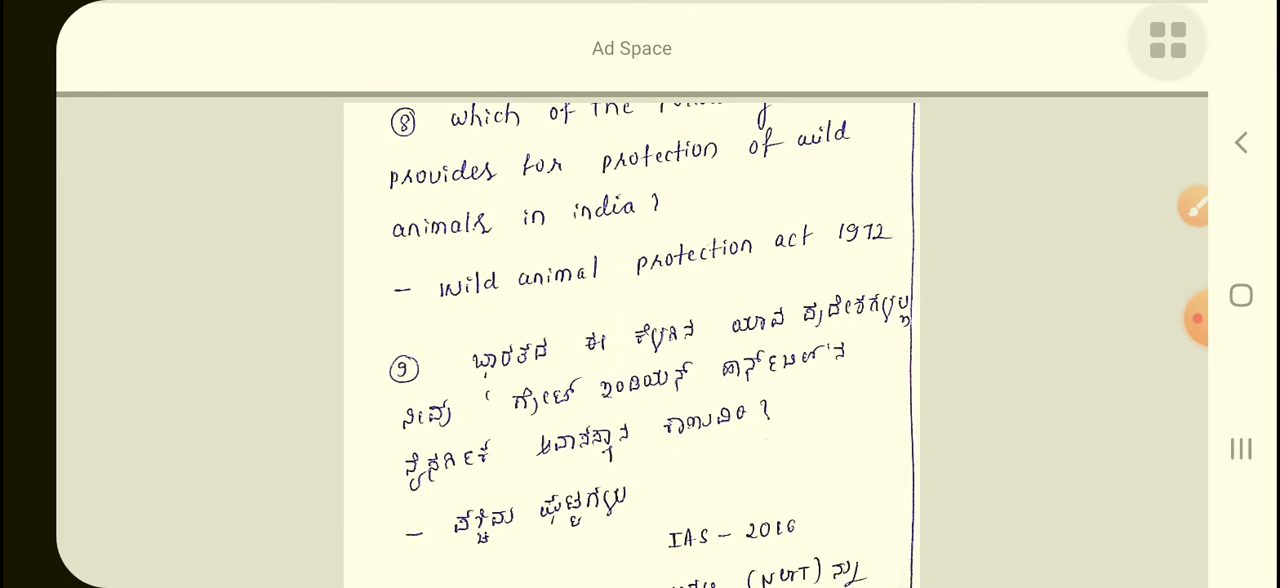 Ad Space
⑧ which of the
provides for protection of wild
animals in india ?
- Wild animal protection act 1972
⑨ ಭಾರತದ ಈ ಕೆಳಗಿನ ಯಾವ ಪ್ರದೇಶಗಳಲ್ಲಿ
ನೀವು ' ಗ್ರೇಟ್ ಇಂಡಿಯನ್ ಹಾರ್ನ್‌ಬಿಲ್'ನ
ನೈಸರ್ಗಿಕ ಆವಾಸಸ್ಥಾನ ಕಾಣುವಿರಿ ?
- ಪಶ್ಚಿಮ ಘಟ್ಟಗಳು
IAS - 2016
ನ್ನು